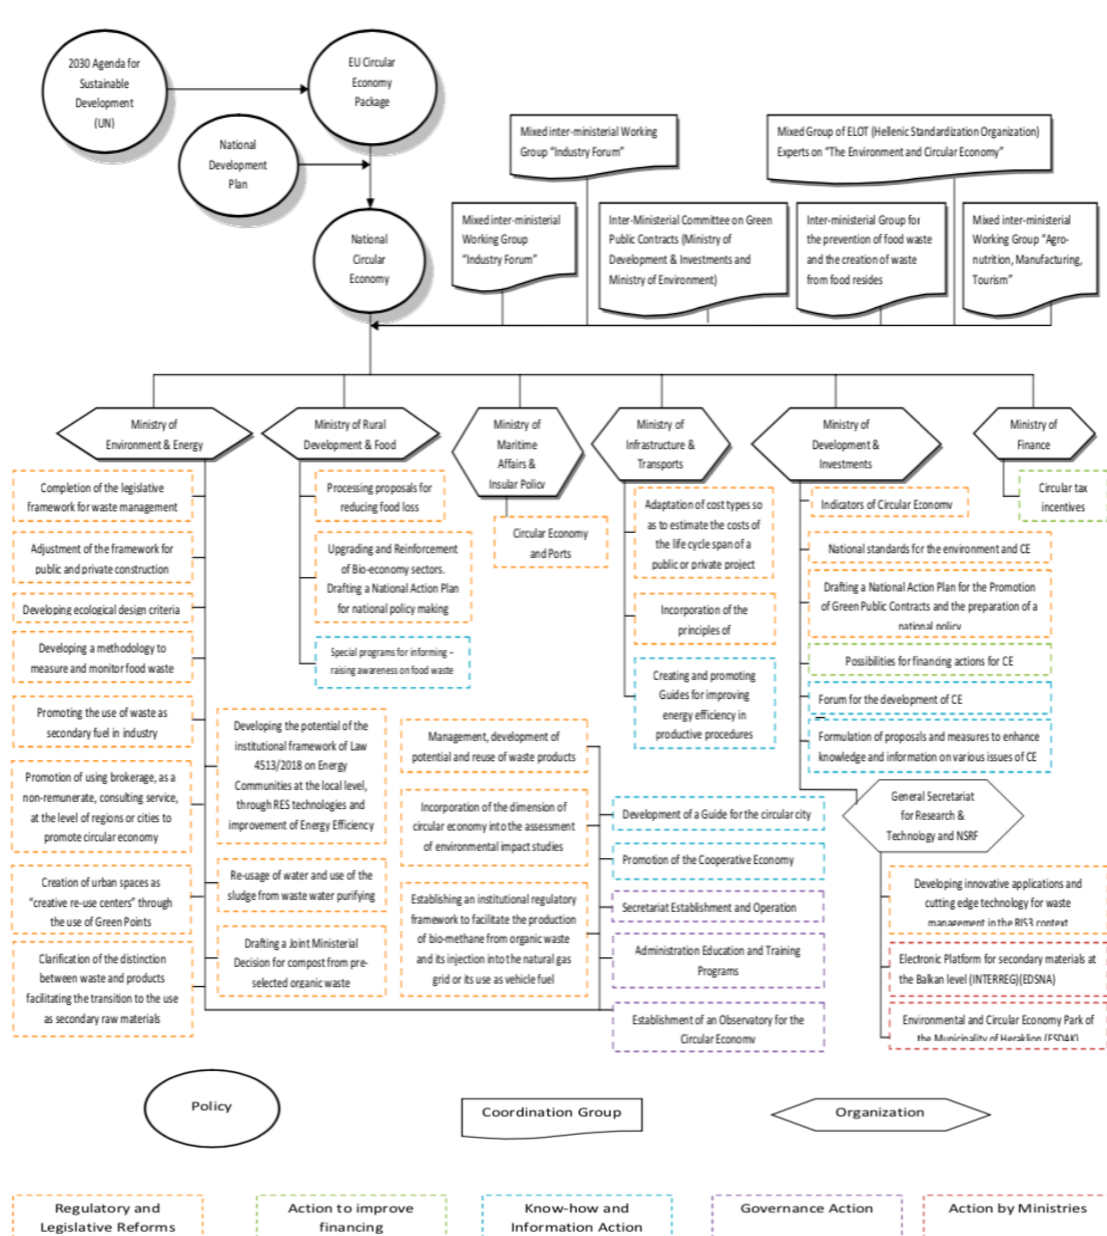 2030 Agenda for
Sustainable
Development
(UN)
EU Circular
Economy
Package
National
Development
Plan
National
Circular
Economy
Mixed inter-ministerial Working
Group "Industry Forum"
Mixed Group of ELOT (Hellenic Standardization Organization)
Experts on "The Environment and Circular Economy"
Mixed inter-ministerial
Working Group
"Industry Forum"
Inter-Ministerial Committee on Green
Public Contracts (Ministry of
Development & Investments and
Ministry of Environment)
Inter-ministerial Group for
the prevention of food waste
and the creation of waste
from food resides
Mixed inter-ministerial
Working Group "Agro-
nutrition, Manufacturing,
Tourism"
Ministry of
Environment & Energy
Ministry of Rural
Development & Food
Ministry of
Maritime
Affairs &
Insular Policy
Ministry of
Infrastructure &
Transports
Ministry of
Development &
Investments
Ministry of
Finance
Completion of the legislative
framework for waste management
Adjustment of the framework for
public and private construction
Developing ecological design criteria
Developing a methodology to
measure and monitor food waste
Promoting the use of waste as
secondary fuel in industry
Promotion of using brokerage, as a
non-remunerate, consulting service,
at the level of regions or cities to
promote circular economy
Creation of urban spaces as
"creative re-use centers" through
the use of Green Points
Clarification of the distinction
between waste and products
facilitating the transition to the use
as secondary raw materials
Processing proposals for
reducing food loss
Upgrading and Reinforcement
of Bio-economy sectors.
Drafting a National Action Plan
for national policy making
Special programs for informing –
raising awareness on food waste
Developing the potential of the
institutional framework of Law
4513/2018 on Energy
Communities at the local level,
through RES technologies and
improvement of Energy Efficiency
Re-usage of water and use of the
sludge from waste water purifying
Drafting a Joint Ministerial
Decision for compost from pre-
selected organic waste
Circular Economy
and Ports
Management, development of
potential and reuse of waste products
Incorporation of the dimension of
circular economy into the assessment
of environmental impact studies
Establishing an institutional regulatory
framework to facilitate the production
of bio-methane from organic waste
and its injection into the natural gas
grid or its use as vehicle fuel
Adaptation of cost types so
as to estimate the costs of
the life cycle span of a
public or private project
Incorporation of the
principles of
Creating and promoting
Guides for improving
energy efficiency in
productive procedures
Development of a Guide for the circular city
Promotion of the Cooperative Economy
Secretariat Establishment and Operation
Administration Education and Training
Programs
Establishment of an Observatory for the
Circular Economy
Indicators of Circular Economy
National standards for the environment and CE
Drafting a National Action Plan for the Promotion
of Green Public Contracts and the preparation of a
national policy
Possibilities for financing actions for CE
Forum for the development of CE
Formulation of proposals and measures to enhance
knowledge and information on various issues of CE
General Secretariat
for Research &
Technology and NSRF
Developing innovative applications and
cutting edge technology for waste
management in the RIS3 context
Electronic Platform for secondary materials at
the Balkan level (INTERREG)(EDSNA)
Environmental and Circular Economy Park of
the Municipality of Heraklion (ESDAK)
Circular tax
incentives
Policy
Coordination Group
Organization
Regulatory and
Legislative Reforms
Action to improve
financing
Know-how and
Information Action
Governance Action
Action by Ministries